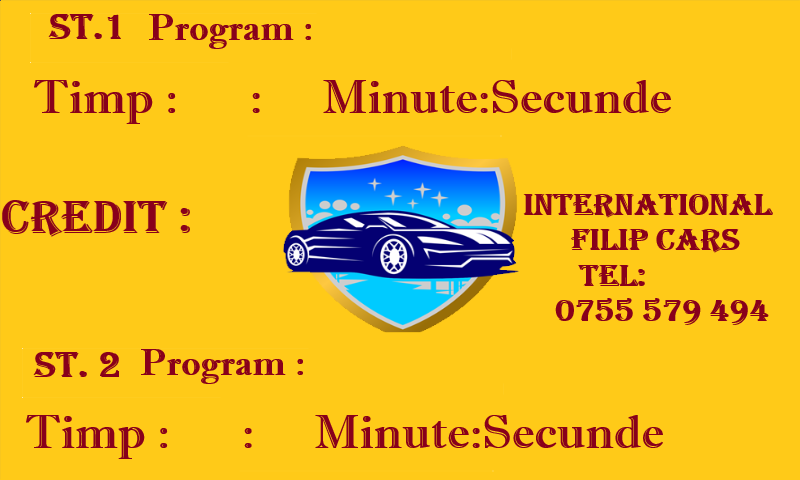 ST.1 Program :
Timp : : Minute:Secunde
CREDIT :
INTERNATIONAL
FILIP CARS
TEL:
0755 579 494
ST. 2 Program :
Timp : : Minute:Secunde